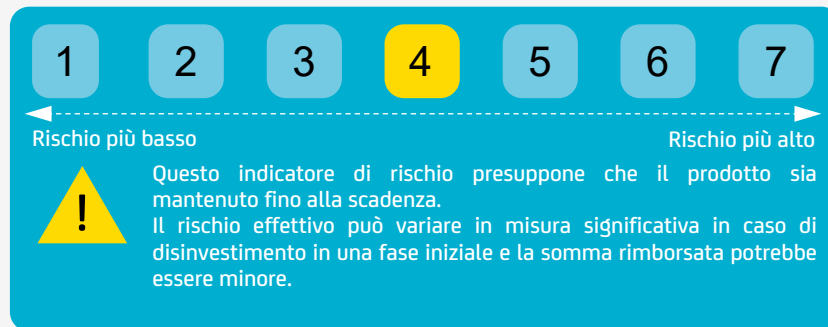 1 2 3 4 5 6 7
Rischio più basso Rischio più alto
Questo indicatore di rischio presuppone che il prodotto sia
mantenuto fino alla scadenza.
Il rischio effettivo può variare in misura significativa in caso di
disinvestimento in una fase iniziale e la somma rimborsata potrebbe
essere minore.
!